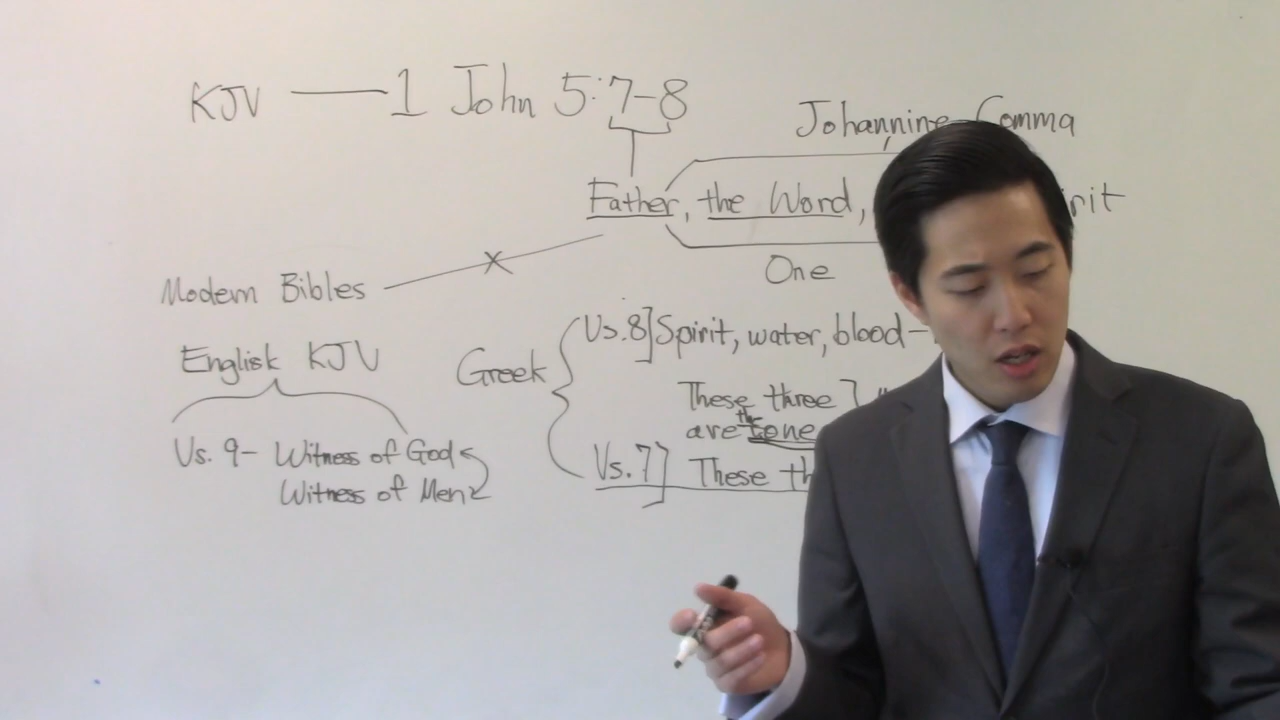 KJV — 1 John 5:7-8
Johannine Comma
Father, the Word,
One
Modern Bibles
X
Vs. 8] Spirit, water, blood –
English KJV
Greek
These three]
are the one
Vs. 9 – Witness of God
Vs. 7] These
Witness of Men